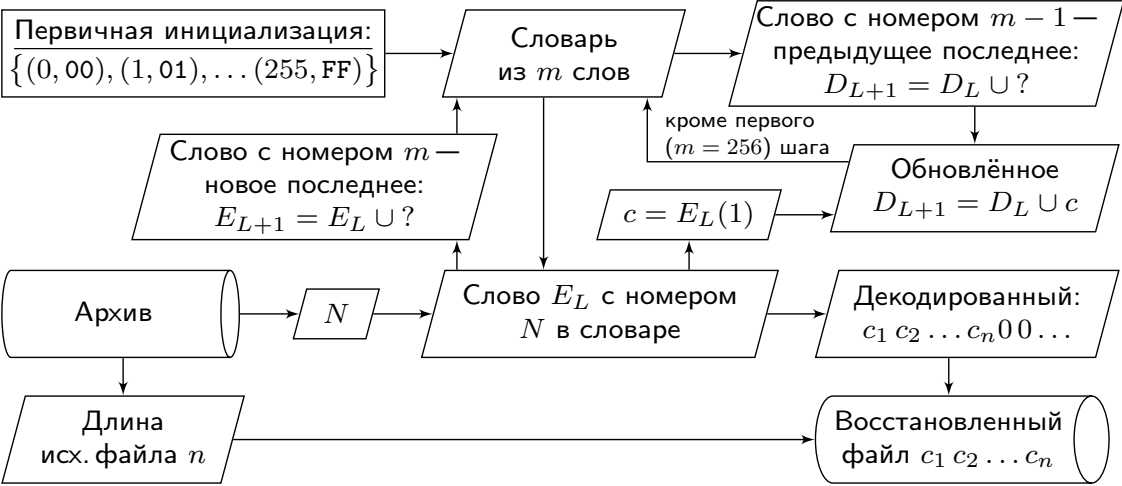 Первичная инициализация:
{(0, 00), (1, 01), … (255, FF)}
Словарь
из m слов
Слово с номером m − 1 —
предыдущее последнее:
D_{L+1} = D_L ∪ ?
кроме первого
(m = 256) шага
Слово с номером m —
новое последнее:
E_{L+1} = E_L ∪ ?
Обновлённое
D_{L+1} = D_L ∪ c
c = E_L(1)
Архив
N
Слово E_L с номером
N в словаре
Декодированный:
c_1 c_2 … c_n 0 0 …
Длина
исх. файла n
Восстановленный
файл c_1 c_2 … c_n